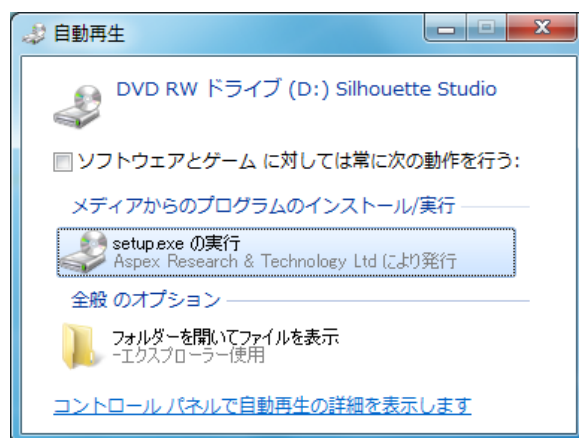 自動再生
DVD RW ドライブ (D:) Silhouette Studio
ソフトウェアとゲーム に対しては常に次の動作を行う:
メディアからのプログラムのインストール/実行
setup.exe の実行
Aspex Research & Technology Ltd により発行
全般 のオプション
フォルダーを開いてファイルを表示
-エクスプローラー使用
コントロール パネルで自動再生の詳細を表示します